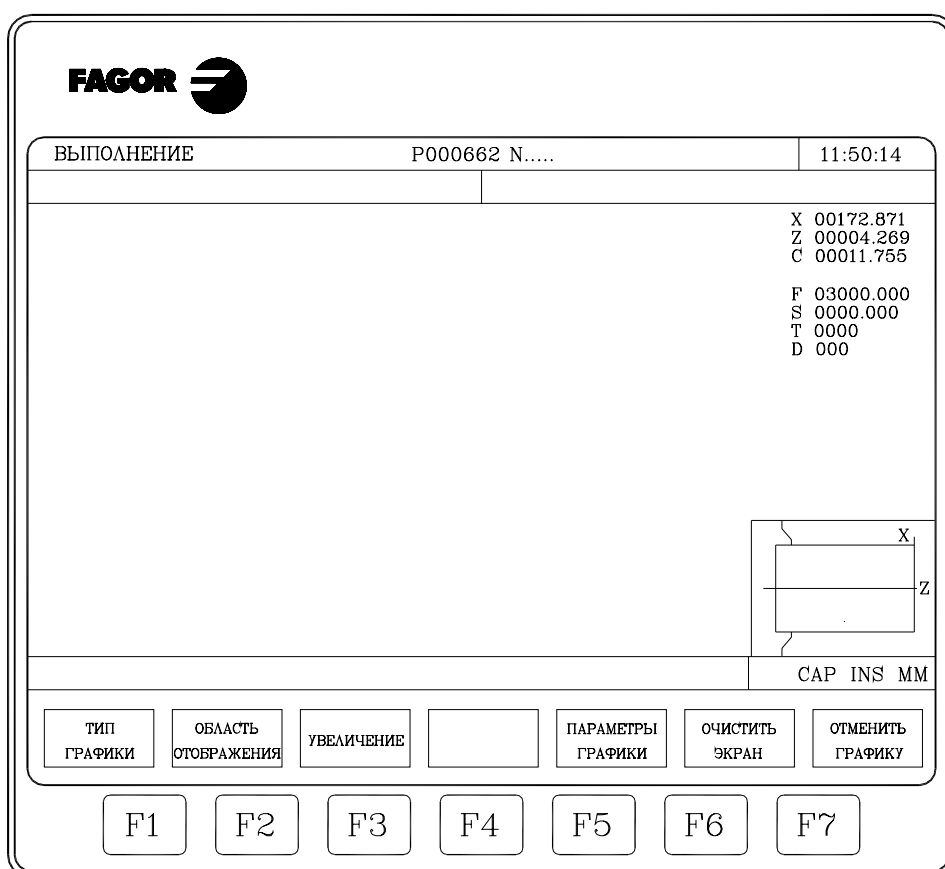 FAGOR
ВЫПОЛНЕНИЕ P000662 N..... 11:50:14
X 00172.871
Z 00004.269
C 00011.755
F 03000.000
S 0000.000
T 0000
D 000
X
Z
CAP INS MM
ТИП ГРАФИКИ
ОБЛАСТЬ ОТОБРАЖЕНИЯ
УВЕЛИЧЕНИЕ
ПАРАМЕТРЫ ГРАФИКИ
ОЧИСТИТЬ ЭКРАН
ОТМЕНИТЬ ГРАФИКУ
F1 F2 F3 F4 F5 F6 F7